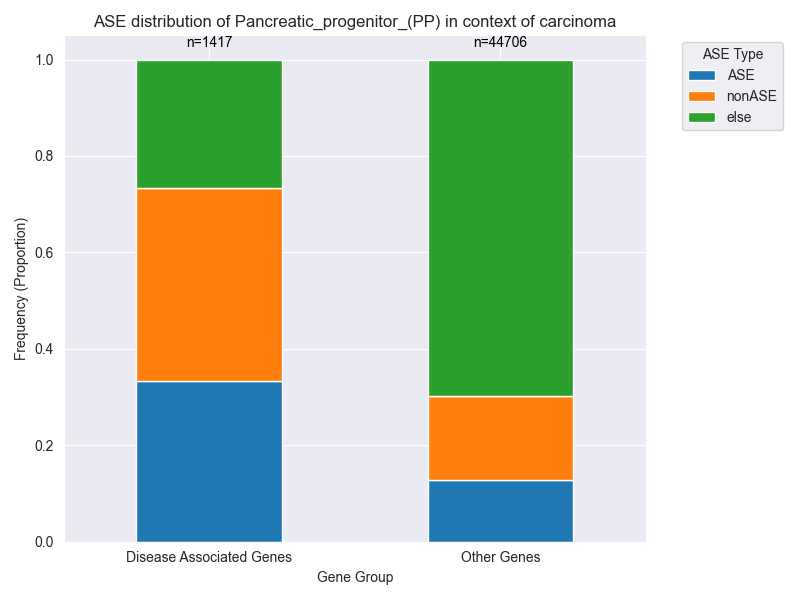 ASE distribution of Pancreatic_progenitor_(PP) in context of carcinoma
n=1417
n=44706
ASE Type
ASE
nonASE
else
Frequency (Proportion)
1.0
0.8
0.6
0.4
0.2
0.0
Disease Associated Genes
Other Genes
Gene Group